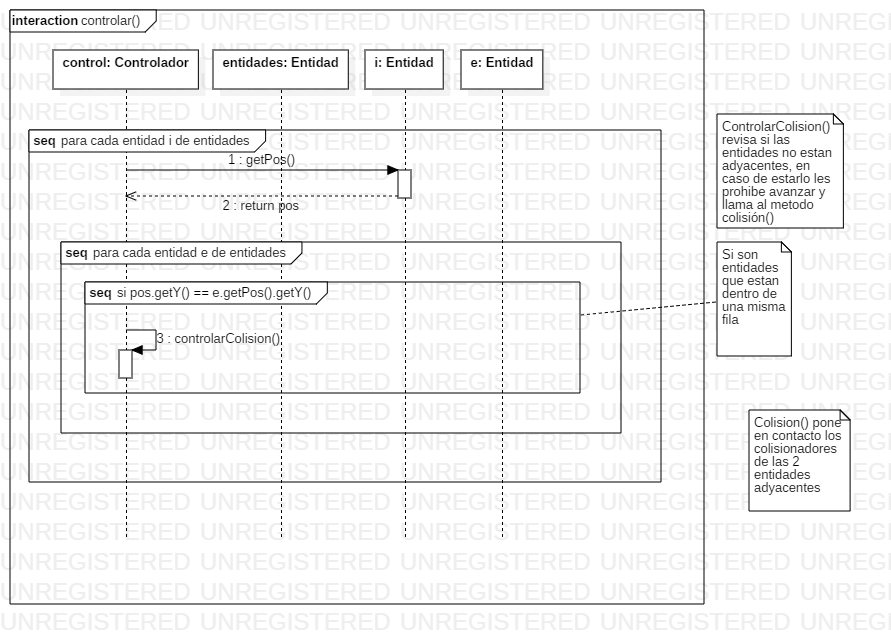 interaction controlar()
control: Controlador
entidades: Entidad
i: Entidad
e: Entidad
seq para cada entidad i de entidades
1 : getPos()
2 : return pos
seq para cada entidad e de entidades
seq si pos.getY() == e.getPos().getY()
3 : controlarColision()
ControlarColision()
revisa si las
entidades no estan
adyacentes, en
caso de estarlo les
prohibe avanzar y
llama al metodo
colisión()
Si son
entidades
que estan
dentro de
una misma
fila
Colision() pone
en contacto los
colisionadores
de las 2
entidades
adyacentes
UNREGISTERED UNREGISTERED UNREGISTERED UNREGISTERED